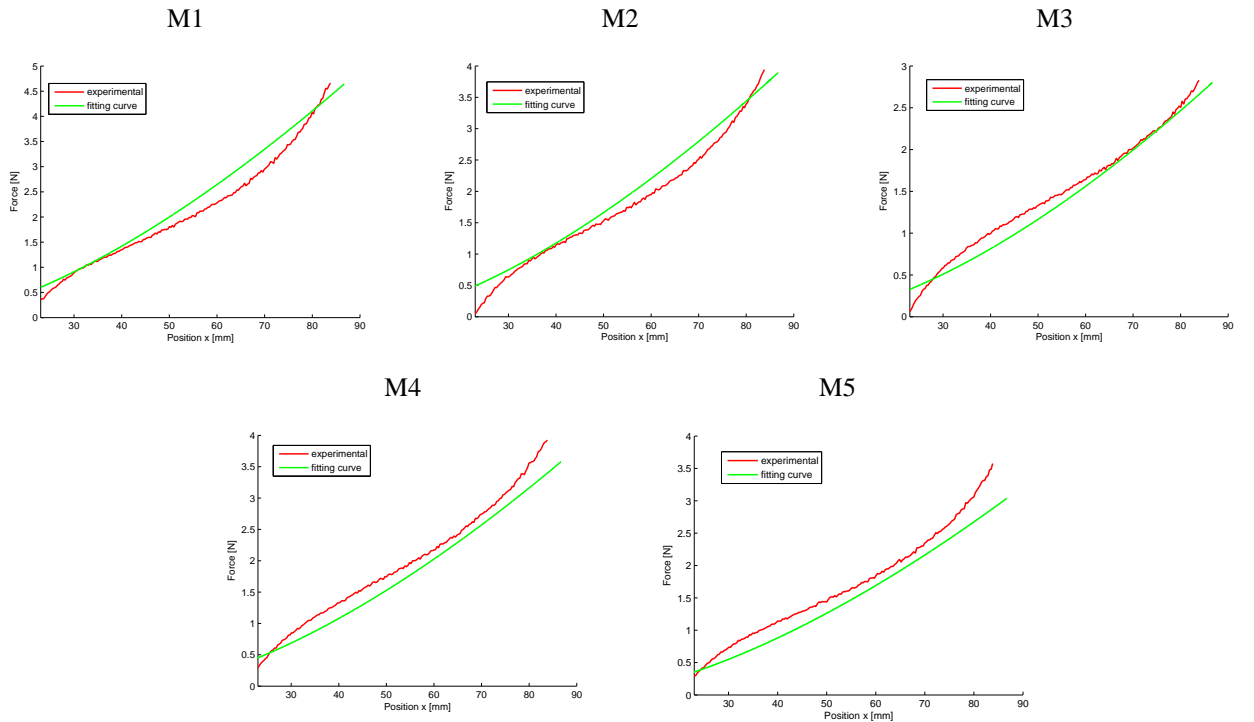 M1
M2
M3
5
4.5
4
3.5
3
2.5
2
1.5
1
0.5
0
Force [N]
experimental
fitting curve
30 40 50 60 70 80 90
Position x [mm]
4
3.5
3
2.5
2
1.5
1
0.5
0
Force [N]
experimental
fitting curve
30 40 50 60 70 80 90
Position x [mm]
3
2.5
2
1.5
1
0.5
0
Force [N]
experimental
fitting curve
30 40 50 60 70 80 90
Position x [mm]
M4
M5
4
3.5
3
2.5
2
1.5
1
0.5
0
Force [N]
experimental
fitting curve
30 40 50 60 70 80 90
Position x [mm]
4
3.5
3
2.5
2
1.5
1
0.5
0
Force [N]
experimental
fitting curve
30 40 50 60 70 80 90
Position x [mm]